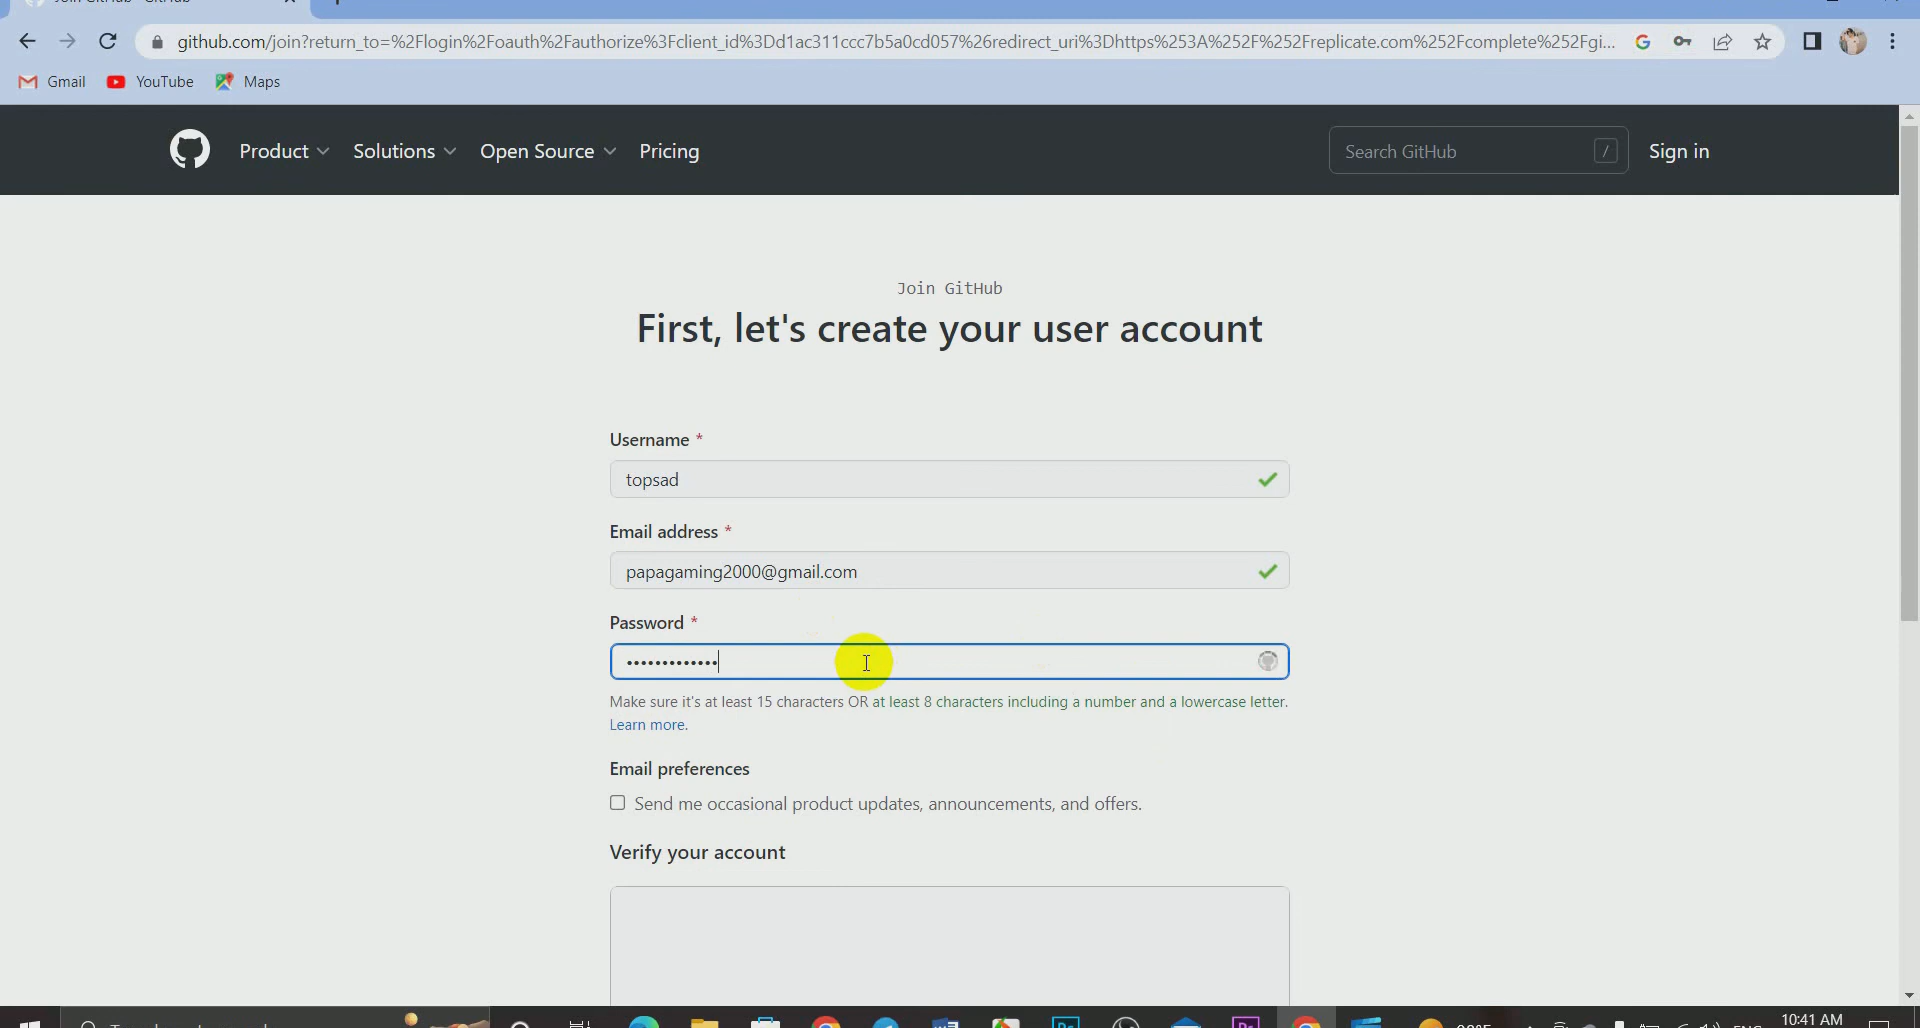 github.com/join?return_to=%2Flogin%2Foauth%2Fauthorize%3Fclient_id%3Dd1ac311ccc7b5a0cd057%26redirect_uri%3Dhttps%253A%252F%252Freplicate.com%252Fcomplete%252Fgi...
Gmail YouTube Maps
Product Solutions Open Source Pricing Search GitHub / Sign in
Join GitHub
First, let's create your user account
Username *
topsad
Email address *
papagaming2000@gmail.com
Password *
•••••••••••••
Make sure it's at least 15 characters OR at least 8 characters including a number and a lowercase letter.
Learn more.
Email preferences
Send me occasional product updates, announcements, and offers.
Verify your account
10:41 AM